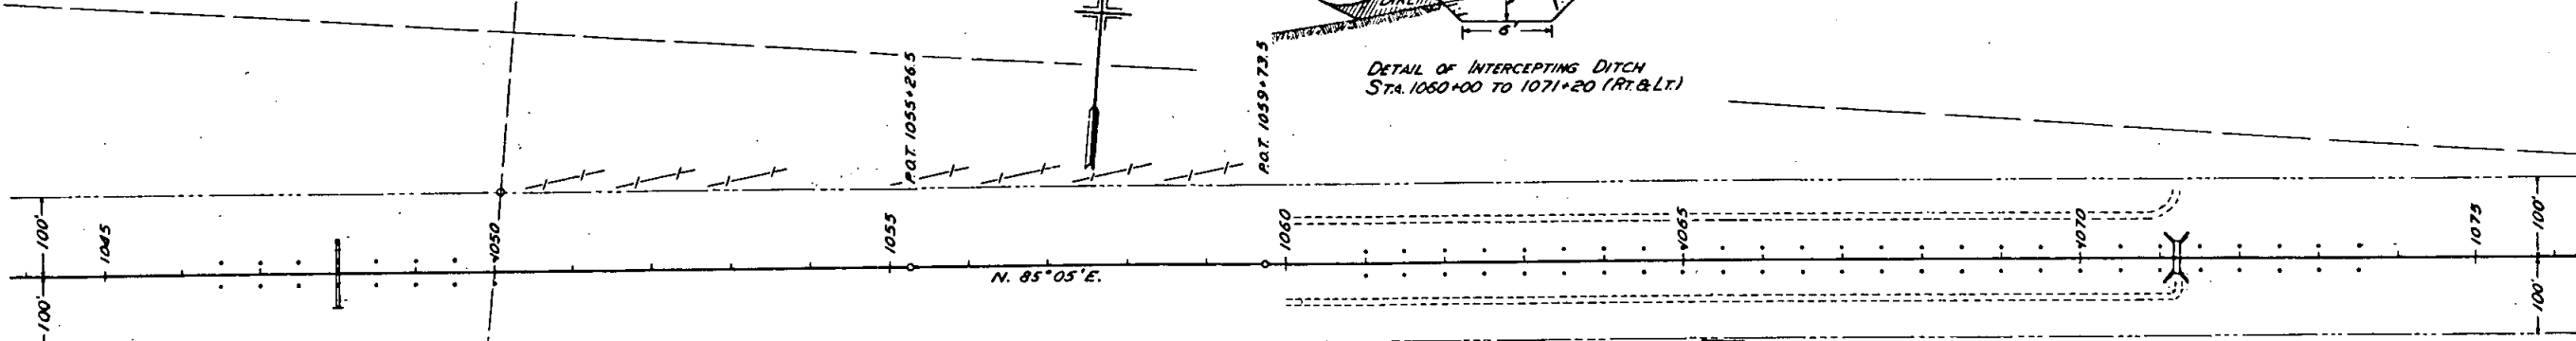 DIRT
6'
DETAIL OF INTERCEPTING DITCH
STA. 1060+00 TO 1071+20 (RT. & LT.)
P.O.T. 1055+26.5
P.O.T. 1059+73.5
100'
100'
1045
1050
1055
1060
1065
1070
1075
100'
100'
N. 85°05'E.